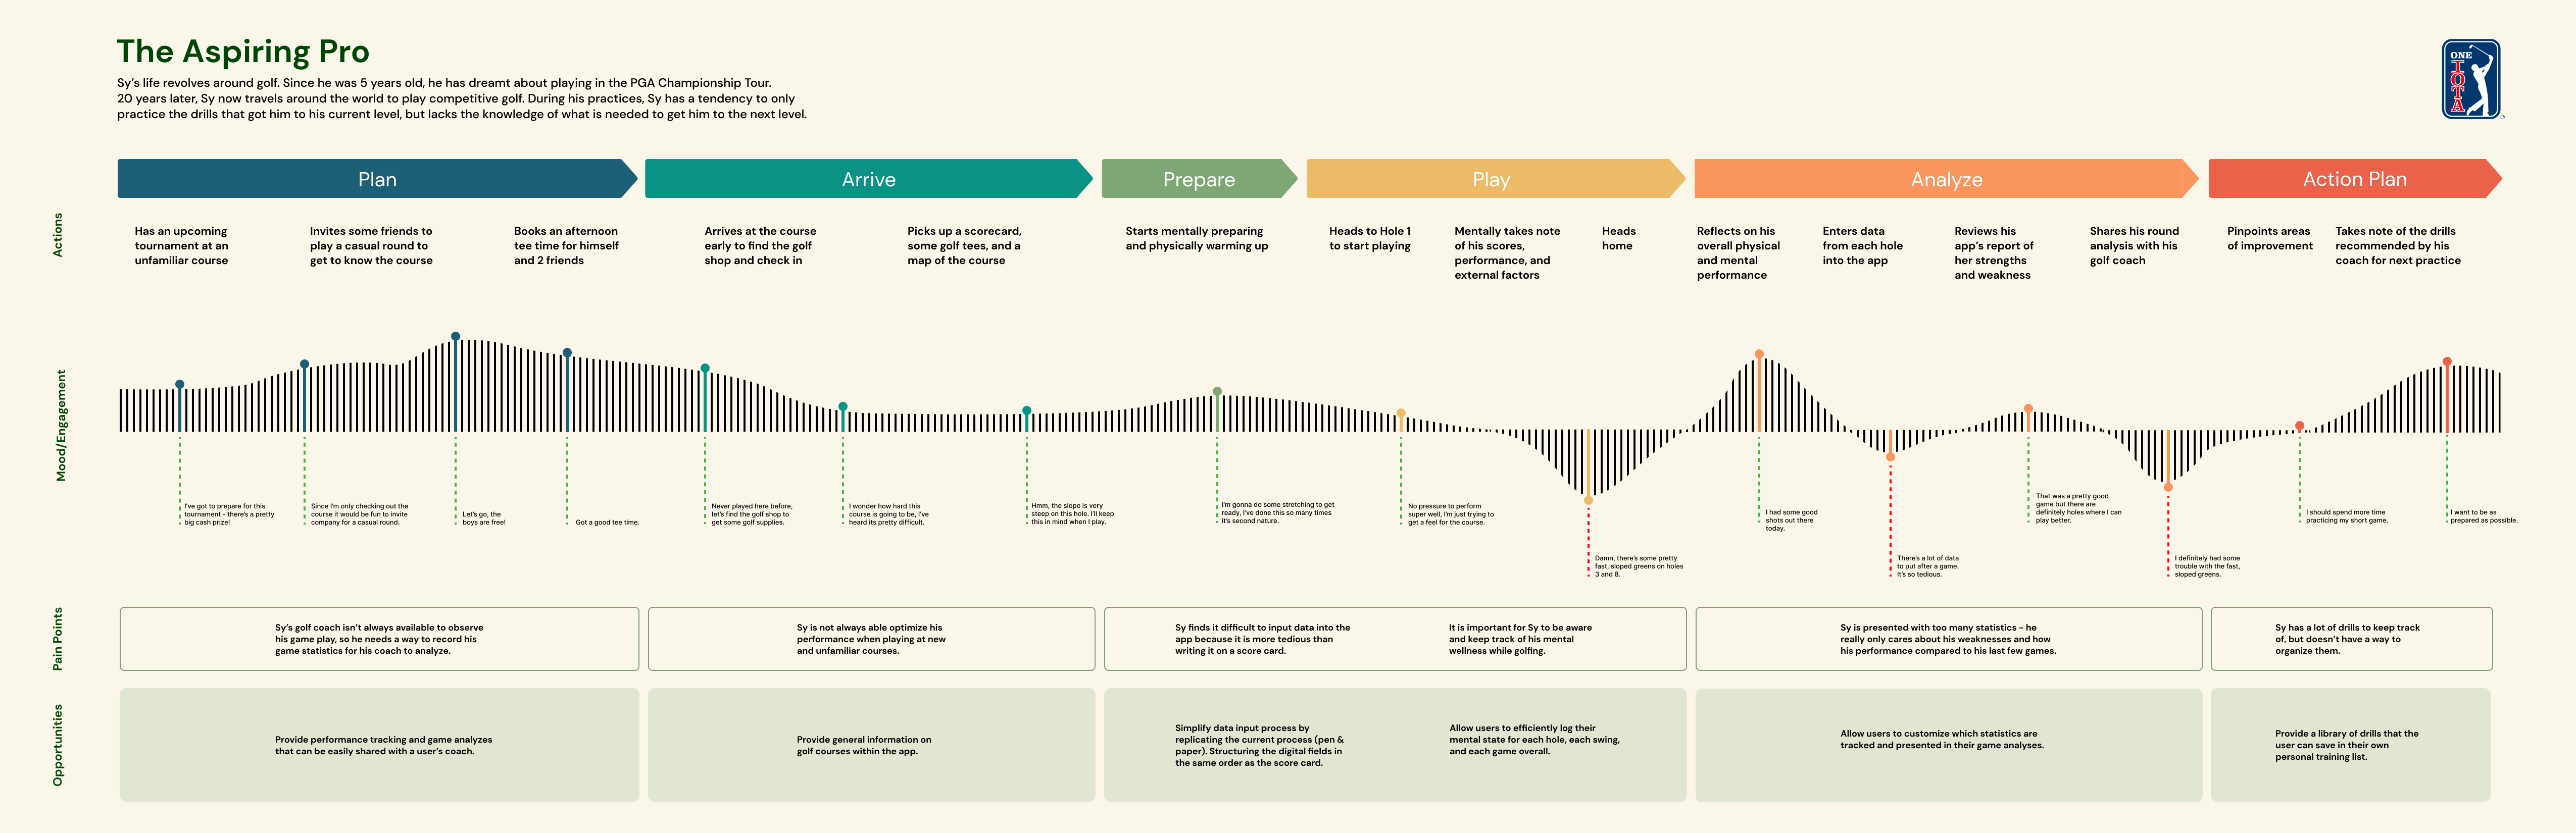 The Aspiring Pro
Sy's life revolves around golf. Since he was 5 years old, he has dreamt about playing in the PGA Championship Tour.
20 years later, Sy now travels around the world to play competitive golf. During his practices, Sy has a tendency to only
practice the drills that got him to his current level, but lacks the knowledge of what is needed to get him to the next level.
ONE
IOTA
®
Plan
Arrive
Prepare
Play
Analyze
Action Plan
Actions
Has an upcoming
tournament at an
unfamiliar course
Invites some friends to
play a casual round to
get to know the course
Books an afternoon
tee time for himself
and 2 friends
Arrives at the course
early to find the golf
shop and check in
Picks up a scorecard,
some golf tees, and a
map of the course
Starts mentally preparing
and physically warming up
Heads to Hole 1
to start playing
Mentally takes note
of his scores,
performance, and
external factors
Heads
home
Reflects on his
overall physical
and mental
performance
Enters data
from each hole
into the app
Reviews his
app's report of
her strengths
and weakness
Shares his round
analysis with his
golf coach
Pinpoints areas
of improvement
Takes note of the drills
recommended by his
coach for next practice
Mood/Engagement
I've got to prepare for this
tournament - there's a pretty
big cash prize!
Since I'm only checking out the
course it would be fun to invite
company for a casual round.
Let's go, the
boys are free!
Got a good tee time.
Never played here before,
let's find the golf shop to
get some golf supplies.
I wonder how hard this
course is going to be, I've
heard its pretty difficult.
Hmm, the slope is very
steep on this hole. I'll keep
this in mind when I play.
I'm gonna do some stretching to get
ready, I've done this so many times
it's second nature.
No pressure to perform
super well, I'm just trying to
get a feel for the course.
Damn, there's some pretty
fast, sloped greens on holes
3 and 8.
I had some good
shots out there
today.
There's a lot of data
to put after a game.
It's so tedious.
That was a pretty good
game but there are
definitely holes where I can
play better.
I definitely had some
trouble with the fast,
sloped greens.
I should spend more time
practicing my short game.
I want to be as
prepared as possible.
Pain Points
Sy's golf coach isn't always available to observe
his game play, so he needs a way to record his
game statistics for his coach to analyze.
Sy is not always able optimize his
performance when playing at new
and unfamiliar courses.
Sy finds it difficult to input data into the
app because it is more tedious than
writing it on a score card.
It is important for Sy to be aware
and keep track of his mental
wellness while golfing.
Sy is presented with too many statistics - he
really only cares about his weaknesses and how
his performance compared to his last few games.
Sy has a lot of drills to keep track
of, but doesn't have a way to
organize them.
Opportunities
Provide performance tracking and game analyzes
that can be easily shared with a user's coach.
Provide general information on
golf courses within the app.
Simplify data input process by
replicating the current process (pen &
paper). Structuring the digital fields in
the same order as the score card.
Allow users to efficiently log their
mental state for each hole, each swing,
and each game overall.
Allow users to customize which statistics are
tracked and presented in their game analyses.
Provide a library of drills that the
user can save in their own
personal training list.